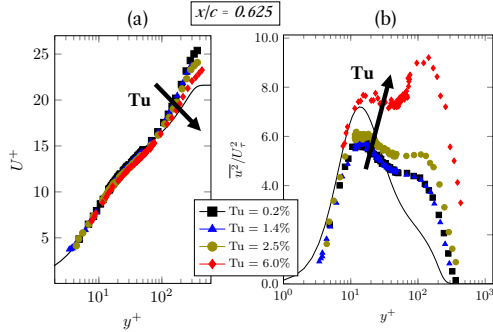 (a)
x/c = 0.625
(b)
25
20
15
10
5
U+
Tu
10¹
10²
y+
10.0
8.0
6.0
4.0
2.0
0.0
u²/U²τ
Tu
10⁰
10¹
10²
10³
y+
Tu = 0.2%
Tu = 1.4%
Tu = 2.5%
Tu = 6.0%